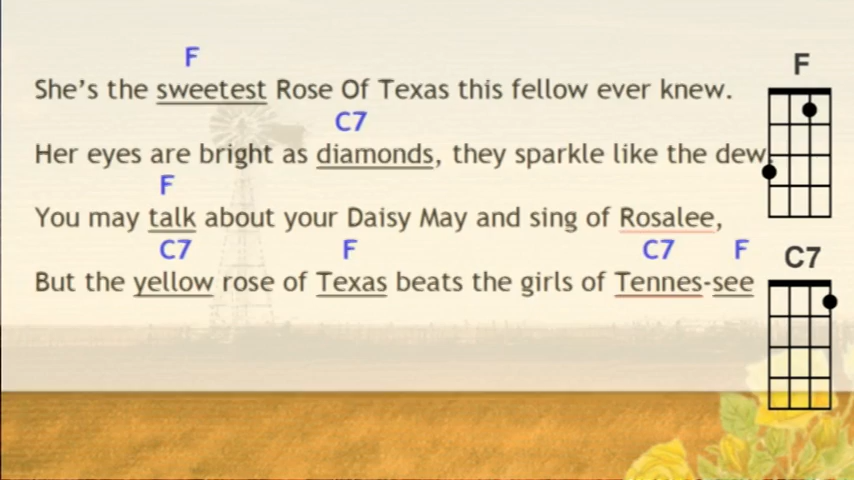 F
She's the sweetest Rose Of Texas this fellow ever knew.
C7
Her eyes are bright as diamonds, they sparkle like the dew.
F
You may talk about your Daisy May and sing of Rosalee,
C7 F C7 F
But the yellow rose of Texas beats the girls of Tennes-see
F
C7